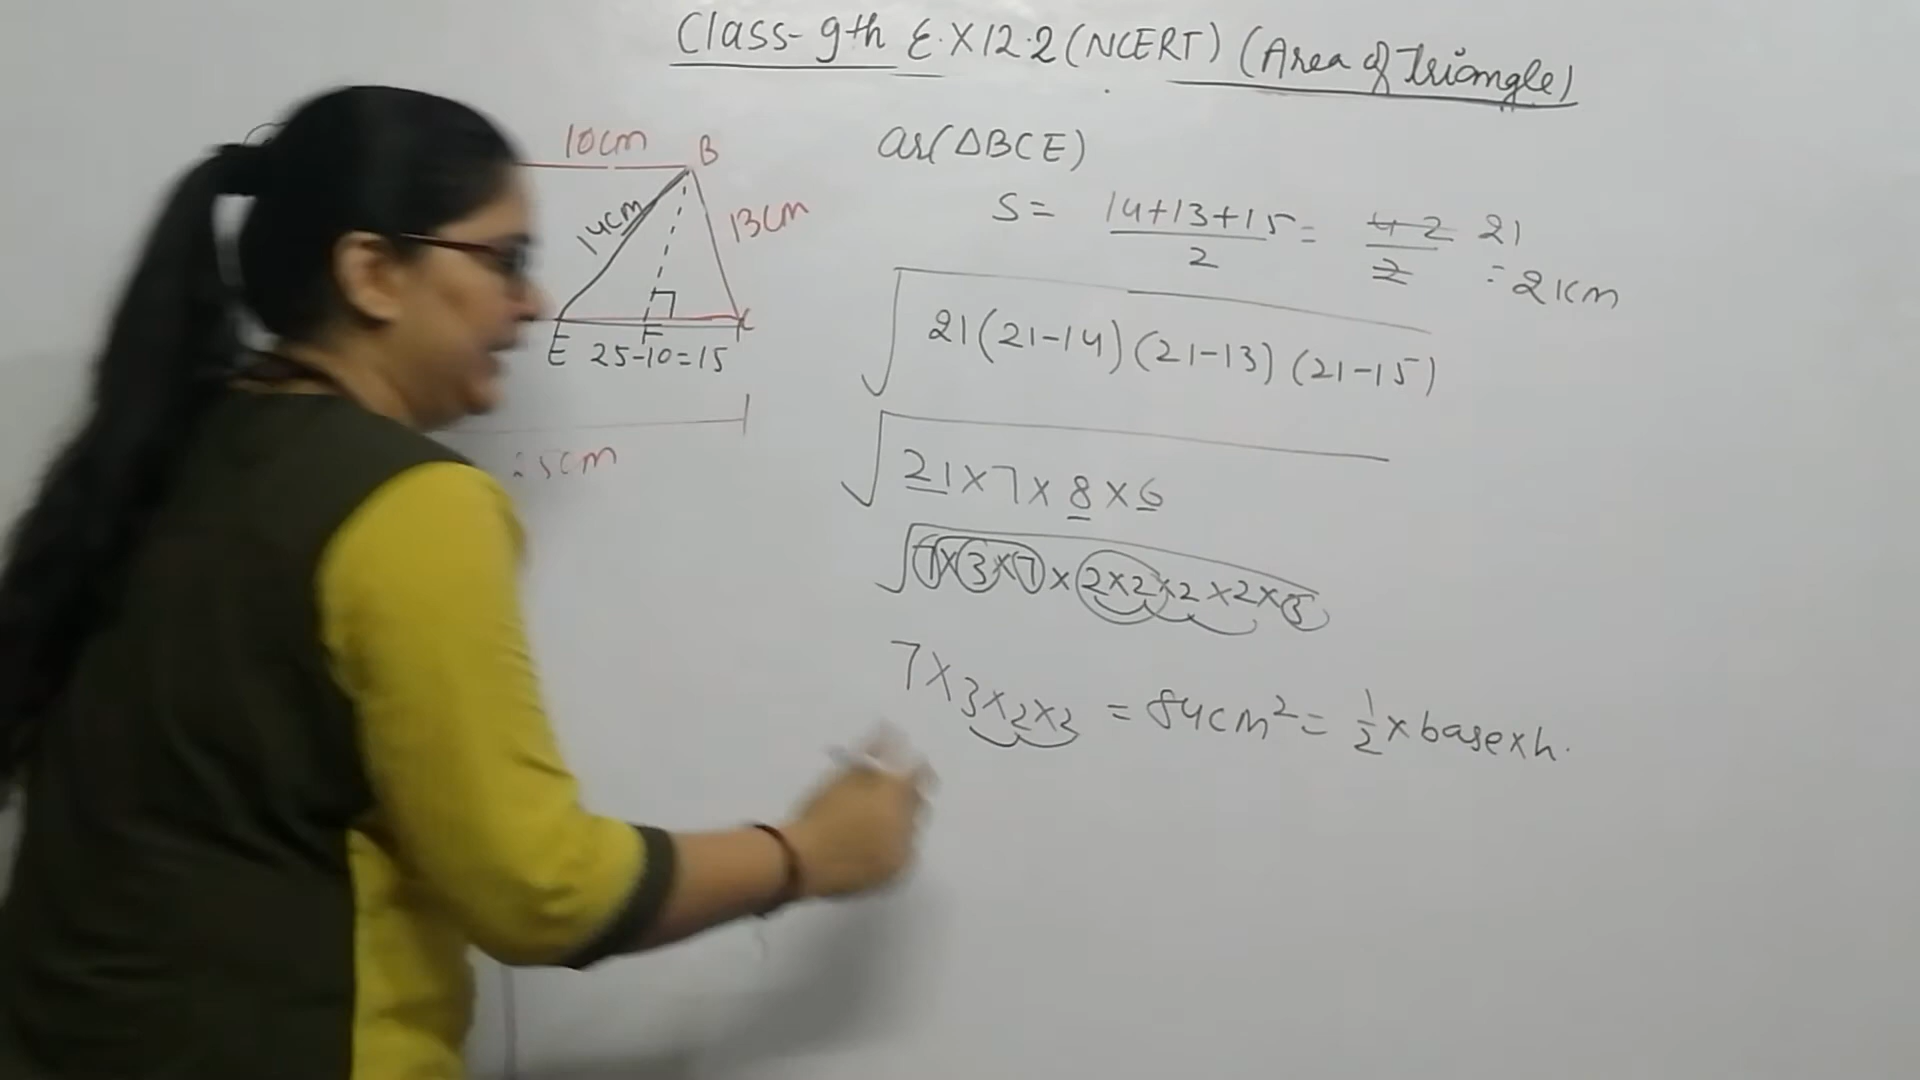 Class-9th E.X12.2 (NCERT) (Area of Triangle)
10cm B
14cm
13cm
E F C
25-10=15
5cm
ar(ΔBCE)
S = 14+13+15/2 = 42/2 21
= 21cm
√21(21-14)(21-13)(21-15)
√21×7×8×6
√7×3×7×2×2×2×2×3
7×3×2×2 = 84cm² = 1/2×base×h.